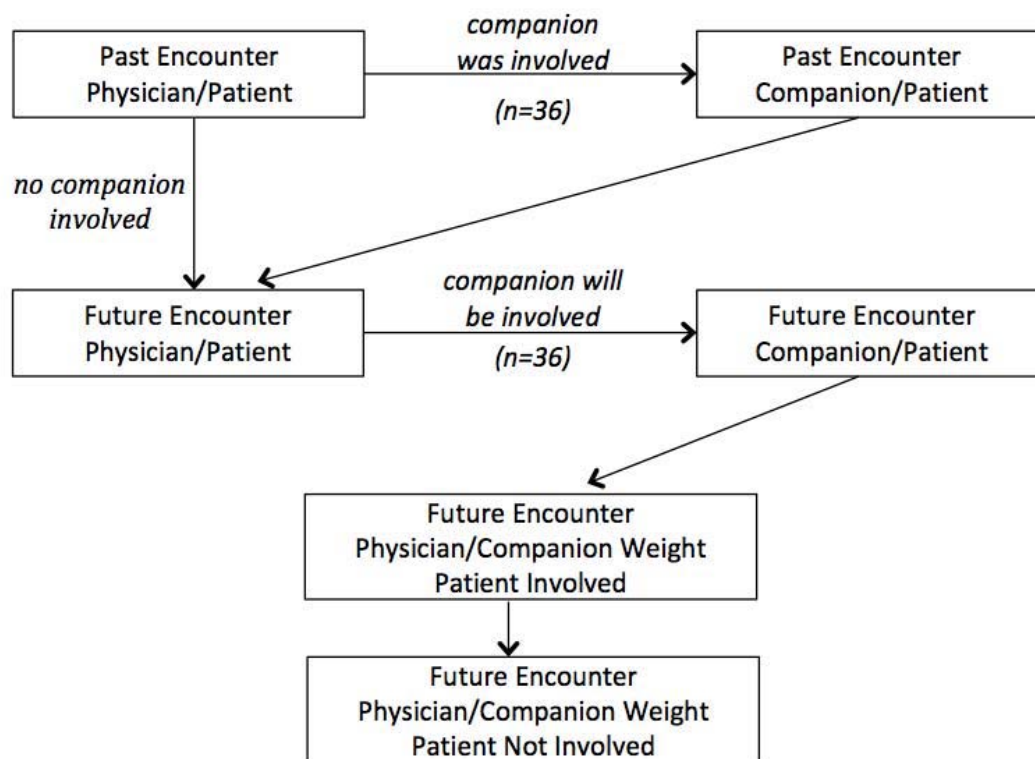 Past Encounter
Physician/Patient
companion
was involved
(n=36)
Past Encounter
Companion/Patient
no companion
involved
Future Encounter
Physician/Patient
companion will
be involved
(n=36)
Future Encounter
Companion/Patient
Future Encounter
Physician/Companion Weight
Patient Involved
Future Encounter
Physician/Companion Weight
Patient Not Involved